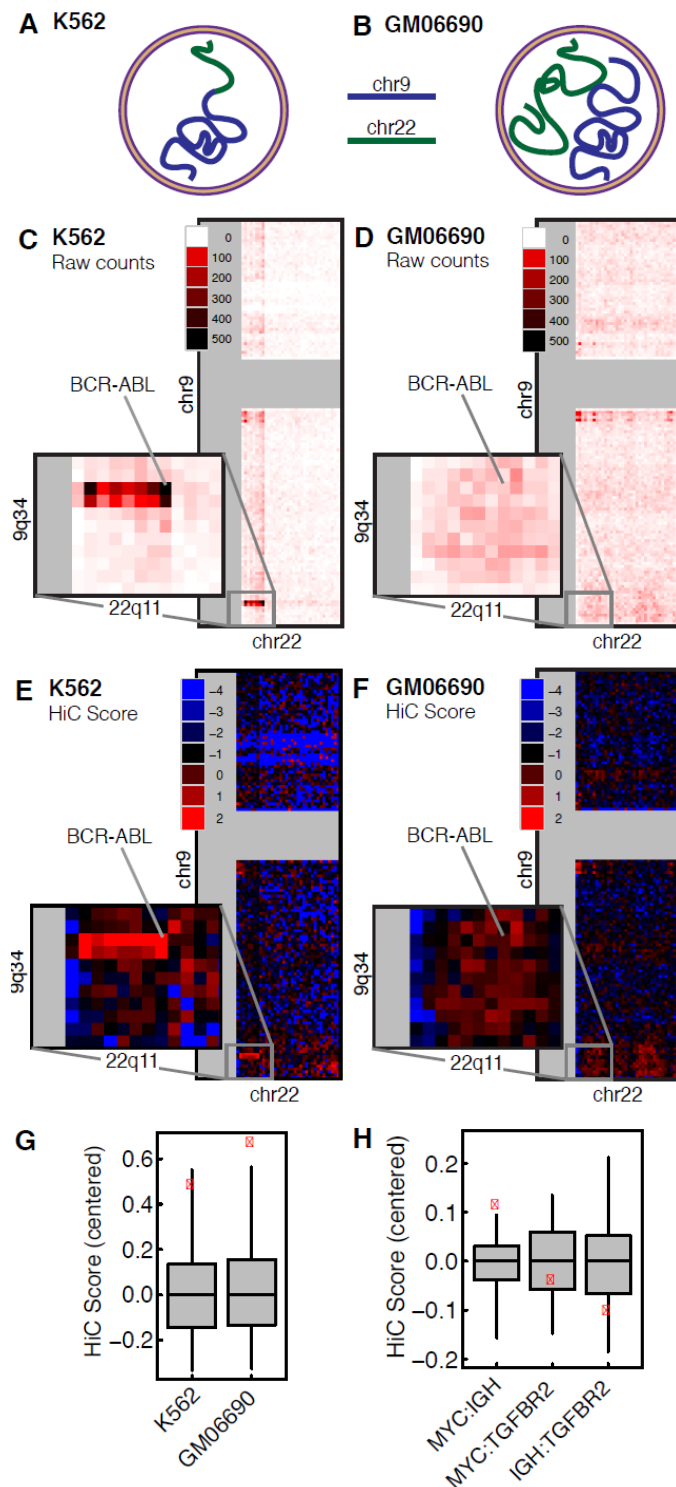 A K562
B GM06690
chr9
chr22
C K562
Raw counts
0
100
200
300
400
500
BCR-ABL
chr9
9q34
22q11
chr22
D GM06690
Raw counts
0
100
200
300
400
500
BCR-ABL
chr9
9q34
22q11
chr22
E K562
HiC Score
−4
−3
−2
−1
0
1
2
BCR-ABL
chr9
9q34
22q11
chr22
F GM06690
HiC Score
−4
−3
−2
−1
0
1
2
BCR-ABL
chr9
9q34
22q11
chr22
G
HiC Score (centered)
0.6
0.4
0.2
0.0
−0.2
K562
GM06690
H
HiC Score (centered)
0.2
0.1
0.0
−0.1
−0.2
MYC:IGH
MYC:TGFBR2
IGH:TGFBR2